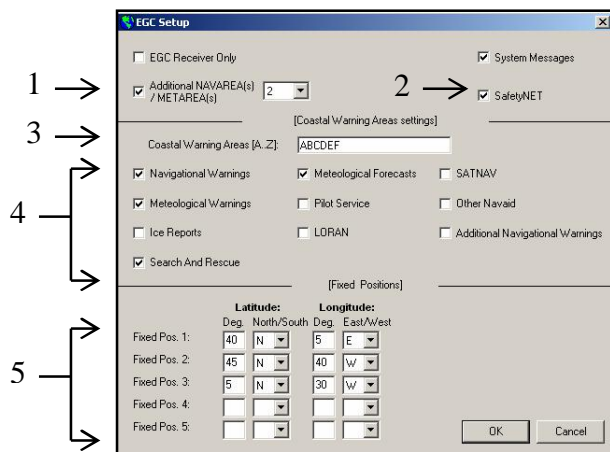 EGC Setup
EGC Receiver Only
System Messages
1
Additional NAVAREA(s) / METAREA(s)
2
2
SafetyNET
[Coastal Warning Areas settings]
3
Coastal Warning Areas [A..Z]:
ABCDEF
4
Navigational Warnings
Meteological Forecasts
SATNAV
Meteological Warnings
Pilot Service
Other Navaid
Ice Reports
LORAN
Additional Navigational Warnings
Search And Rescue
[Fixed Positions]
5
Latitude: Longitude:
Deg. North/South Deg. East/West
Fixed Pos. 1: 40 N 5 E
Fixed Pos. 2: 45 N 40 W
Fixed Pos. 3: 5 N 30 W
Fixed Pos. 4:
Fixed Pos. 5:
OK Cancel